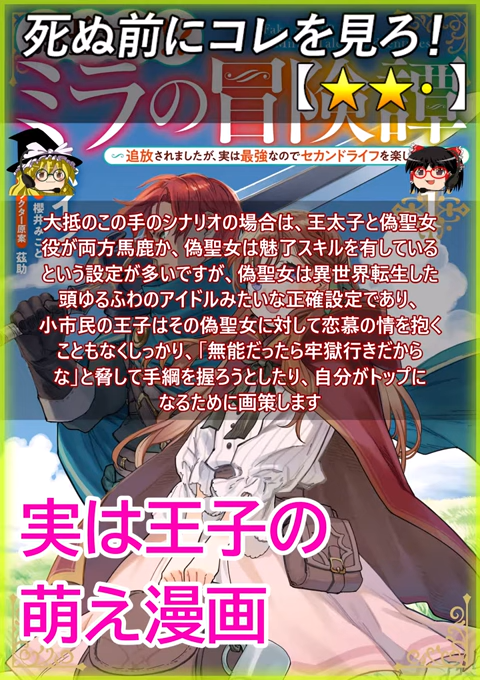 死ぬ前にコレを見ろ!
【★★・】
ミラの冒険譚
追放されましたが、実は最強なのでセカンドライフを楽し
櫻井みこと
クター原案 茲助
1
大抵のこの手のシナリオの場合は、王太子と偽聖女
役が両方馬鹿か、偽聖女は魅了スキルを有している
という設定が多いですが、偽聖女は異世界転生した
頭ゆるふわのアイドルみたいな正確設定であり、
小市民の王子はその偽聖女に対して恋慕の情を抱く
こともなくしっかり、「無能だったら牢獄行きだから
な」と脅して手綱を握ろうとしたり、自分がトップに
なるために画策します
実は王子の
萌え漫画